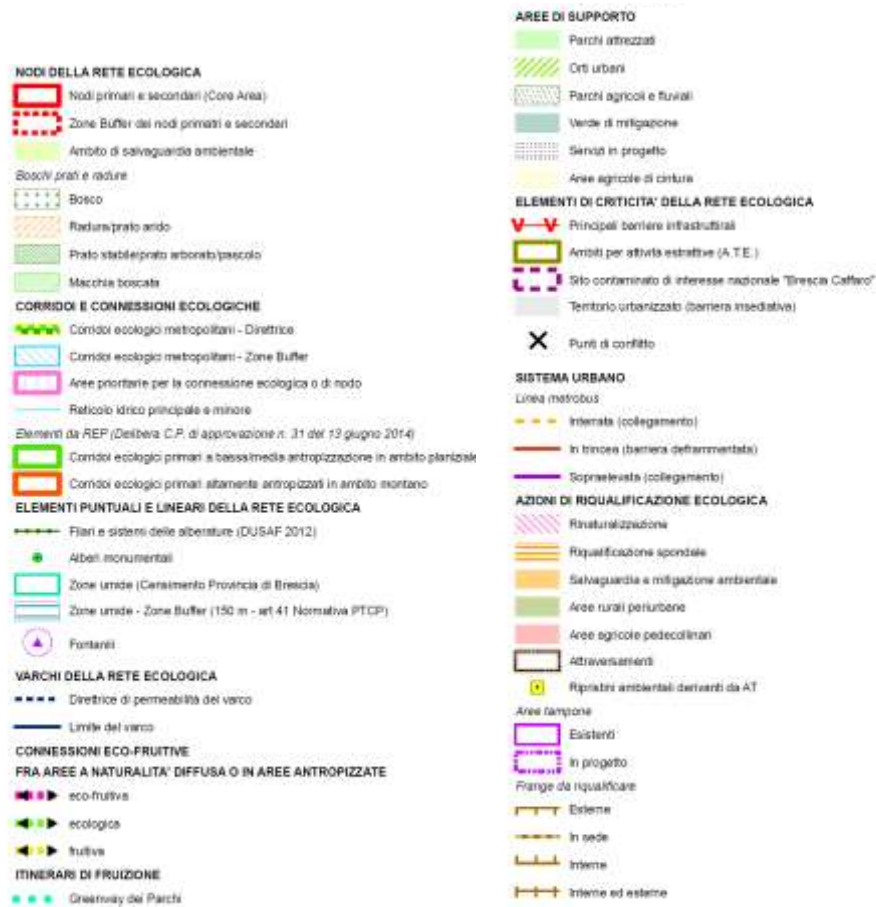 NODI DELLA RETE ECOLOGICA
Nodi primari e secondari (Core Area)
Zone Buffer dei nodi primatri e secondari
Ambito di salvaguardia ambientale
Boschi prati e radure
Bosco
Radura/prato arido
Prato stabile/prato arborato/pascolo
Macchia boscata
CORRIDOI E CONNESSIONI ECOLOGICHE
Corridoi ecologici metropolitani - Direttrice
Corridoi ecologici metropolitani - Zone Buffer
Aree prioritarie per la connessione ecologica o di nodo
Reticolo idrico principale e minore
Elementi da REP (Delibera C.P. di approvazione n. 31 del 13 giugno 2014)
Corridoi ecologici primari a bassa/media antropizzazione in ambito planiziale
Corridoi ecologici primari altamente antropizzati in ambito montano
ELEMENTI PUNTUALI E LINEARI DELLA RETE ECOLOGICA
Filari e sistemi delle alberature (DUSAF 2012)
Alberi monumentali
Zone umide (Censimento Provincia di Brescia)
Zone umide - Zone Buffer (150 m - art 41 Normativa PTCP)
Fontanili
VARCHI DELLA RETE ECOLOGICA
Direttrice di permeabilità del varco
Limite del varco
CONNESSIONI ECO-FRUITIVE
FRA AREE A NATURALITA' DIFFUSA O IN AREE ANTROPIZZATE
eco-fruitiva
ecologica
fruitiva
ITINERARI DI FRUIZIONE
Greenway dei Parchi
AREE DI SUPPORTO
Parchi attrezzati
Orti urbani
Parchi agricoli e fluviali
Verde di mitigazione
Servizi in progetto
Aree agricole di cintura
ELEMENTI DI CRITICITA' DELLA RETE ECOLOGICA
Principali barriere infrastrutturali
Ambiti per attività estrattive (A.T.E.)
Sito contaminato di interesse nazionale "Brescia Caffaro"
Territorio urbanizzato (barriera insediativa)
Punti di conflitto
SISTEMA URBANO
Linea metrobus
Interrata (collegamento)
In trincea (barriera deframmentata)
Sopraelevata (collegamento)
AZIONI DI RIQUALIFICAZIONE ECOLOGICA
Rinaturalizzazione
Riqualificazione spondale
Salvaguardia e mitigazione ambientale
Aree rurali periurbane
Aree agricole pedecollinari
Attraversamenti
Ripristini ambientali derivanti da AT
Aree tampone
Esistenti
In progetto
Frange da riqualificare
Esterne
In sede
Interne
Interne ed esterne